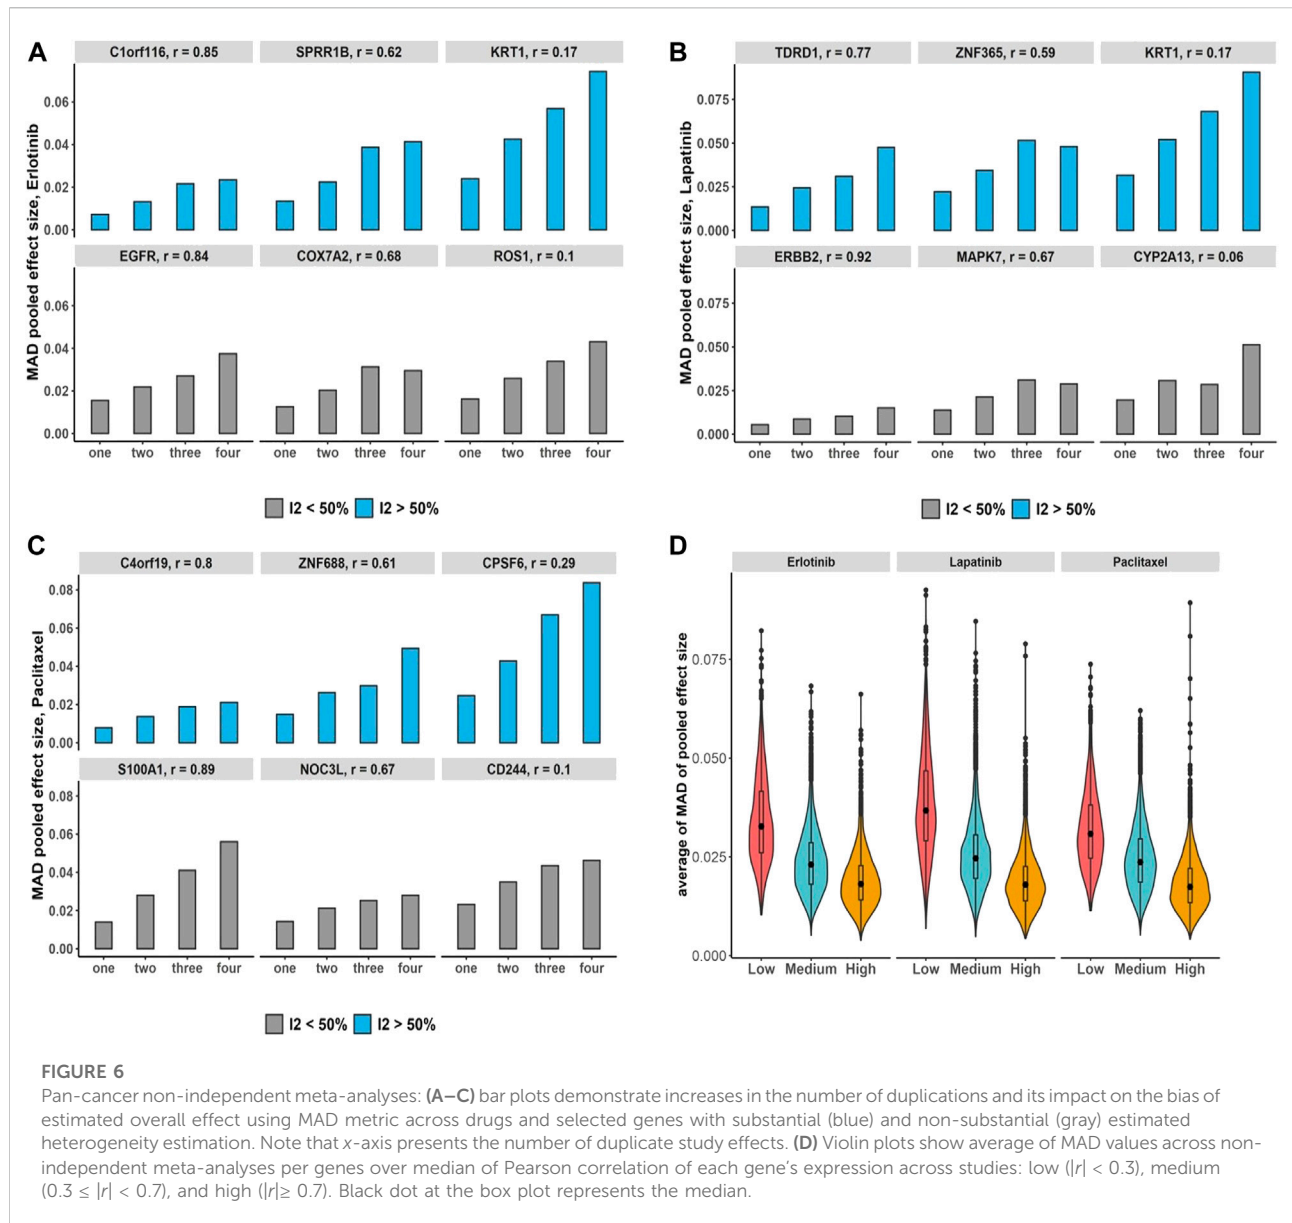 A
C1orf116, r = 0.85
SPRR1B, r = 0.62
KRT1, r = 0.17
MAD pooled effect size, Erlotinib
0.06
0.04
0.02
0.00
EGFR, r = 0.84
COX7A2, r = 0.68
ROS1, r = 0.1
0.06
0.04
0.02
0.00
one two three four one two three four one two three four
I2 < 50% I2 > 50%
B
TDRD1, r = 0.77
ZNF365, r = 0.59
KRT1, r = 0.17
MAD pooled effect size, Lapatinib
0.075
0.050
0.025
0.000
ERBB2, r = 0.92
MAPK7, r = 0.67
CYP2A13, r = 0.06
0.075
0.050
0.025
0.000
one two three four one two three four one two three four
I2 < 50% I2 > 50%
C
C4orf19, r = 0.8
ZNF688, r = 0.61
CPSF6, r = 0.29
MAD pooled effect size, Paclitaxel
0.08
0.06
0.04
0.02
0.00
S100A1, r = 0.89
NOC3L, r = 0.67
CD244, r = 0.1
0.08
0.06
0.04
0.02
0.00
one two three four one two three four one two three four
I2 < 50% I2 > 50%
D
Erlotinib
Lapatinib
Paclitaxel
average of MAD of pooled effect size
0.075
0.050
0.025
0.000
Low Medium High Low Medium High Low Medium High
FIGURE 6
Pan-cancer non-independent meta-analyses: (A–C) bar plots demonstrate increases in the number of duplications and its impact on the bias of
estimated overall effect using MAD metric across drugs and selected genes with substantial (blue) and non-substantial (gray) estimated
heterogeneity estimation. Note that x-axis presents the number of duplicate study effects. (D) Violin plots show average of MAD values across non-
independent meta-analyses per genes over median of Pearson correlation of each gene’s expression across studies: low (|r| < 0.3), medium
(0.3 ≤ |r| < 0.7), and high (|r|≥ 0.7). Black dot at the box plot represents the median.